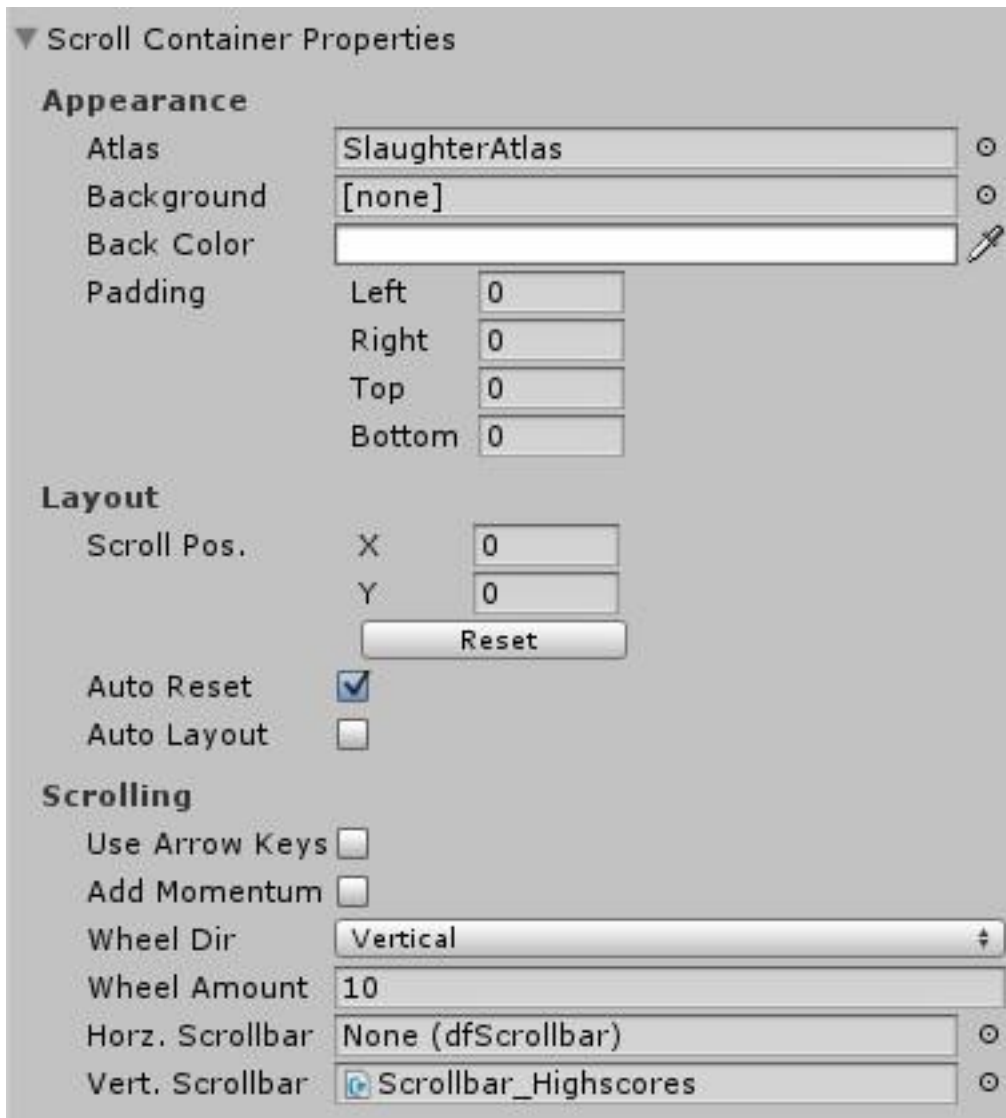 Scroll Container Properties
Appearance
Atlas SlaughterAtlas
Background [none]
Back Color
Padding Left 0
Right 0
Top 0
Bottom 0
Layout
Scroll Pos. X 0
Y 0
Reset
Auto Reset
Auto Layout
Scrolling
Use Arrow Keys
Add Momentum
Wheel Dir Vertical
Wheel Amount 10
Horz. Scrollbar None (dfScrollbar)
Vert. Scrollbar Scrollbar_Highscores